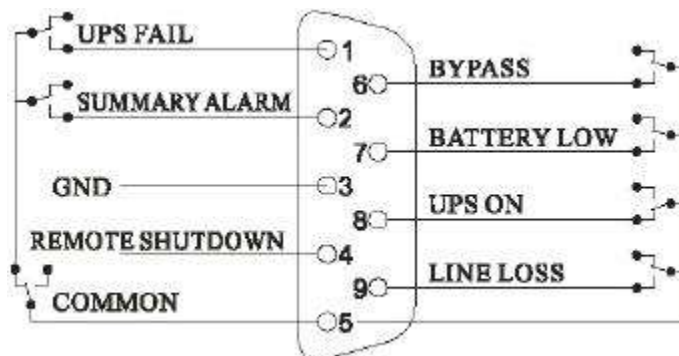 UPS FAIL
1
BYPASS
6
SUMMARY ALARM
2
BATTERY LOW
7
GND
3
UPS ON
8
REMOTE SHUTDOWN
4
LINE LOSS
9
COMMON
5